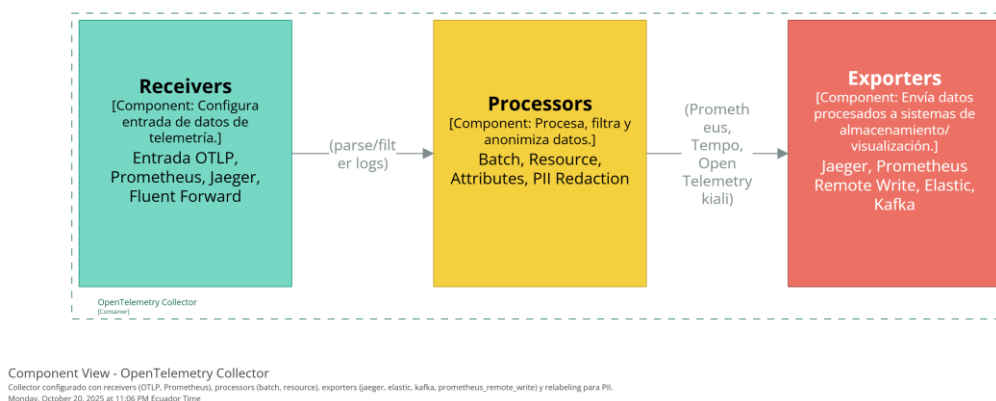 Receivers
[Component: Configura
entrada de datos de
telemetría.]
Entrada OTLP,
Prometheus, Jaeger,
Fluent Forward
(parse/filt
er logs)
Processors
[Component: Procesa, filtra y
anonimiza datos.]
Batch, Resource,
Attributes, PII Redaction
(Prometh
eus,
Tempo,
Open
Telemetry
kiali)
Exporters
[Component: Envía datos
procesados a sistemas de
almacenamiento/
visualización.]
Jaeger, Prometheus
Remote Write, Elastic,
Kafka
OpenTelemetry Collector
[Container]
Component View - OpenTelemetry Collector
Collector configurado con receivers (OTLP, Prometheus), processors (batch, resource), exporters (jaeger, elastic, kafka, prometheus_remote_write) y relabeling para PII.
Monday, October 20, 2025 at 11:06 PM Ecuador Time